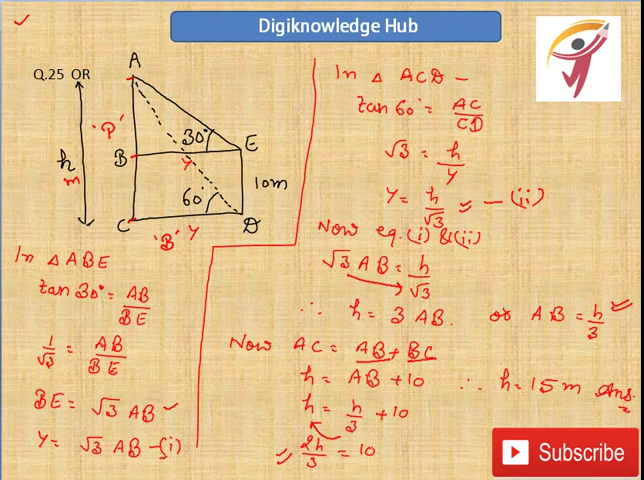 Digiknowledge Hub
Q.25 OR
A
'P'
30°
B
E
h
m
Y
10m
60°
C
D
'B' Y
In △ ABE
tan 30° = AB/BE
1/√3 = AB/BE
BE = √3 AB
Y = √3 AB —(i)
In △ ACD —
tan 60° = AC/CD
√3 = h/Y
Y = h/√3 —(ii)
Now eq. (i) & (ii)
√3 AB = h/√3
∴ h = 3 AB. or AB = h/3
Now AC = AB + BC
h = AB + 10 ∴ h = 15 m Ans.
h = h/3 + 10
2h/3 = 10
Subscribe